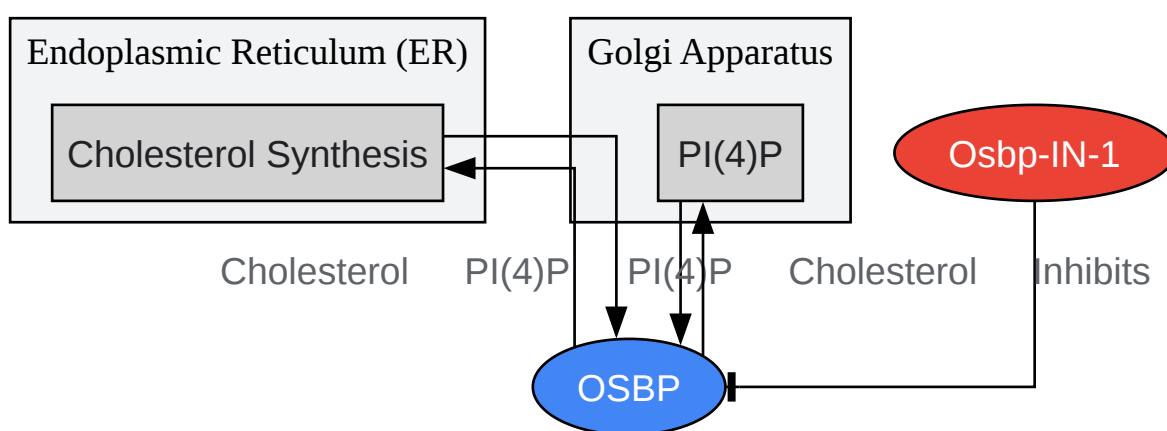 Endoplasmic Reticulum (ER)
Golgi Apparatus
Cholesterol Synthesis
PI(4)P
Osbp-IN-1
Cholesterol
PI(4)P
PI(4)P
Cholesterol
Inhibits
OSBP